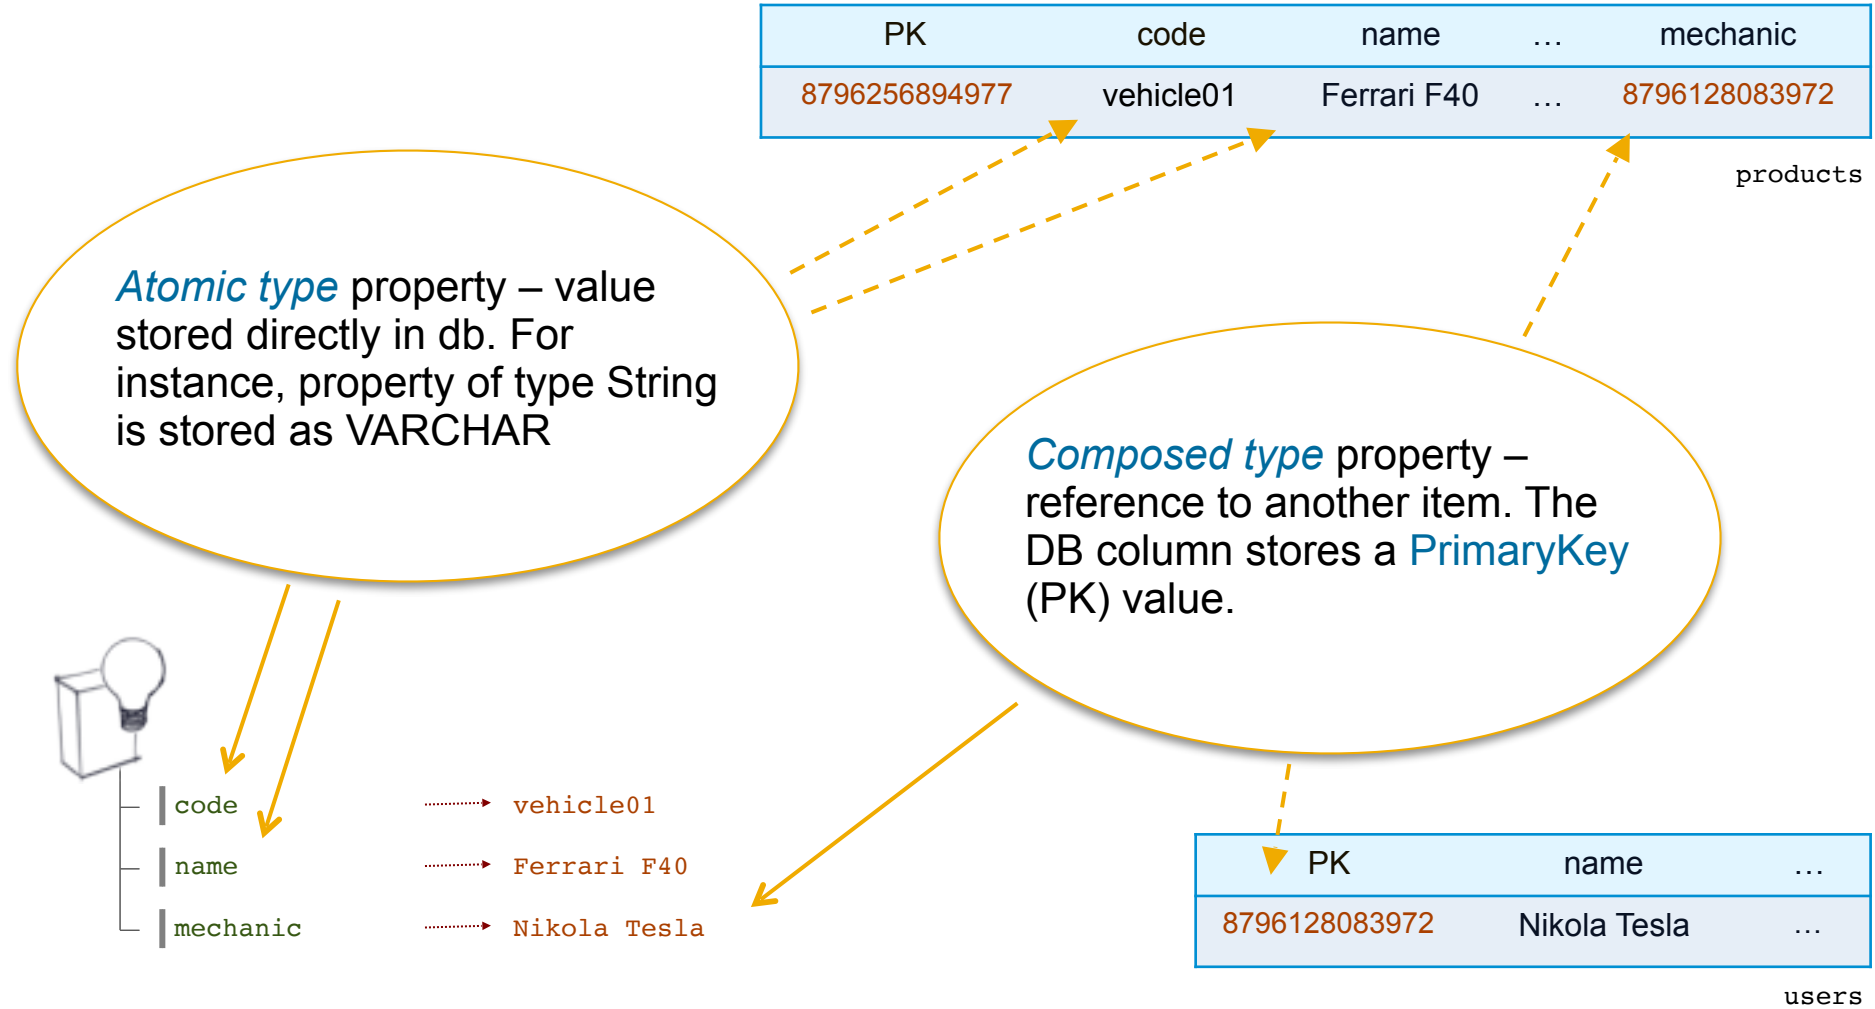 PK code name … mechanic
8796256894977 vehicle01 Ferrari F40 … 8796128083972
products
Atomic type property – value
stored directly in db. For
instance, property of type String
is stored as VARCHAR
Composed type property –
reference to another item. The
DB column stores a PrimaryKey
(PK) value.
code vehicle01
name Ferrari F40
mechanic Nikola Tesla
PK name …
8796128083972 Nikola Tesla …
users